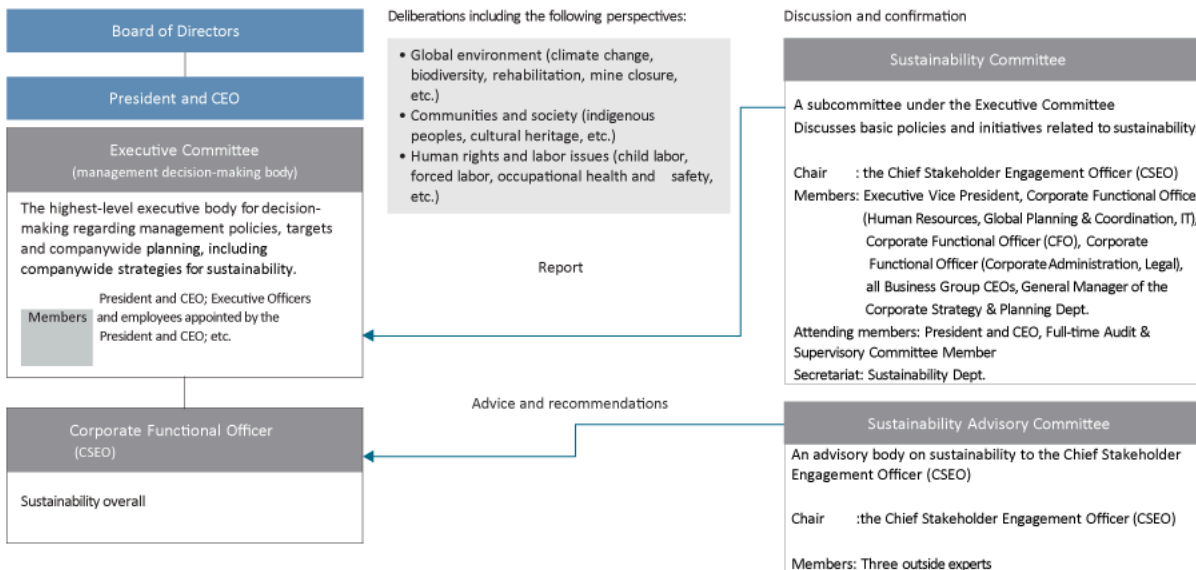 Board of Directors
President and CEO
Executive Committee
(management decision-making body)
The highest-level executive body for decision-
making regarding management policies, targets
and companywide planning, including
companywide strategies for sustainability.
Members
President and CEO; Executive Officers
and employees appointed by the
President and CEO; etc.
Corporate Functional Officer
(CSEO)
Sustainability overall
Deliberations including the following perspectives:
• Global environment (climate change,
biodiversity, rehabilitation, mine closure,
etc.)
• Communities and society (indigenous
peoples, cultural heritage, etc.)
• Human rights and labor issues (child labor,
forced labor, occupational health and safety,
etc.)
Report
Advice and recommendations
Discussion and confirmation
Sustainability Committee
A subcommittee under the Executive Committee
Discusses basic policies and initiatives related to sustainability
Chair : the Chief Stakeholder Engagement Officer (CSEO)
Members: Executive Vice President, Corporate Functional Office
(Human Resources, Global Planning & Coordination, IT),
Corporate Functional Officer (CFO), Corporate
Functional Officer (Corporate Administration, Legal),
all Business Group CEOs, General Manager of the
Corporate Strategy & Planning Dept.
Attending members: President and CEO, Full-time Audit &
Supervisory Committee Member
Secretariat: Sustainability Dept.
Sustainability Advisory Committee
An advisory body on sustainability to the Chief Stakeholder
Engagement Officer (CSEO)
Chair :the Chief Stakeholder Engagement Officer (CSEO)
Members: Three outside experts